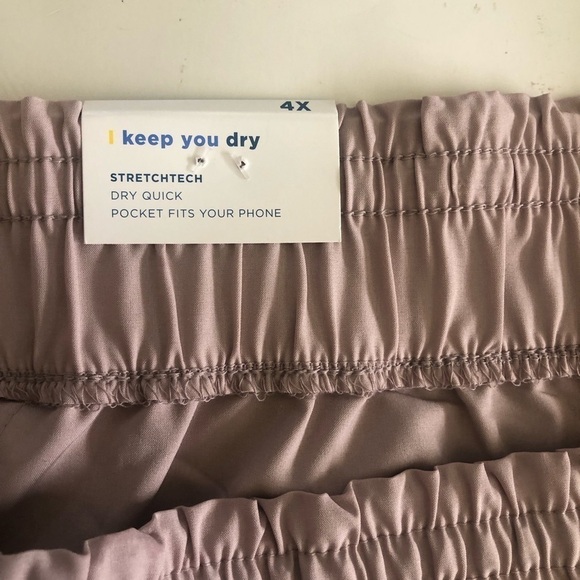 4X
I keep you dry
STRETCHTECH
DRY QUICK
POCKET FITS YOUR PHONE